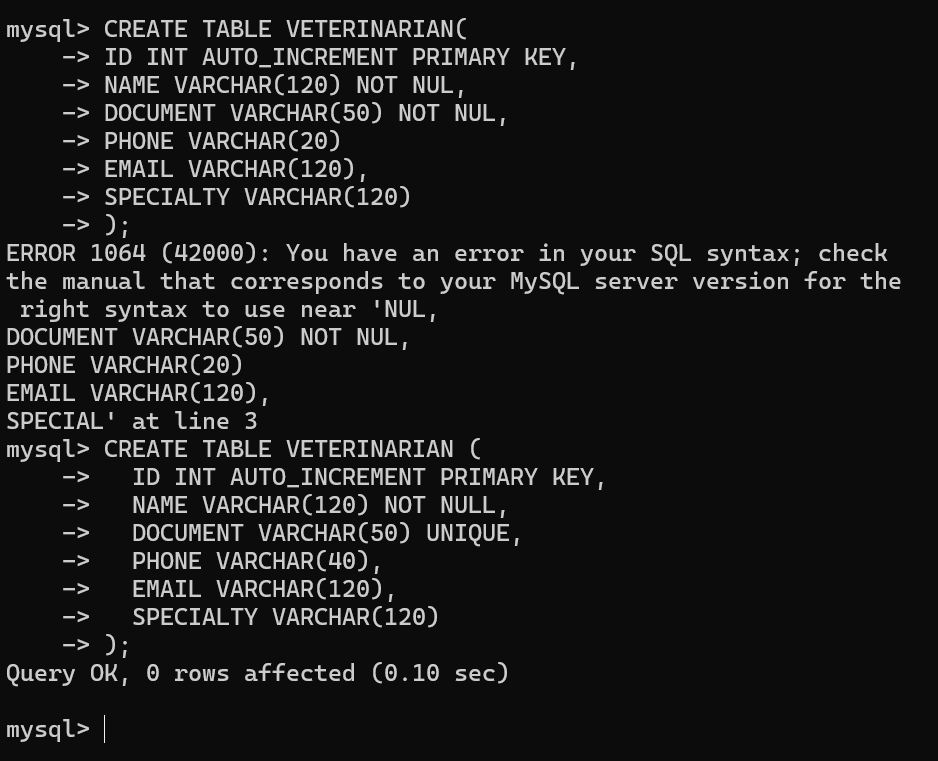 mysql> CREATE TABLE VETERINARIAN(
    -> ID INT AUTO_INCREMENT PRIMARY KEY,
    -> NAME VARCHAR(120) NOT NUL,
    -> DOCUMENT VARCHAR(50) NOT NUL,
    -> PHONE VARCHAR(20)
    -> EMAIL VARCHAR(120),
    -> SPECIALTY VARCHAR(120)
    -> );
ERROR 1064 (42000): You have an error in your SQL syntax; check
the manual that corresponds to your MySQL server version for the
 right syntax to use near 'NUL,
DOCUMENT VARCHAR(50) NOT NUL,
PHONE VARCHAR(20)
EMAIL VARCHAR(120),
SPECIAL' at line 3
mysql> CREATE TABLE VETERINARIAN (
    ->   ID INT AUTO_INCREMENT PRIMARY KEY,
    ->   NAME VARCHAR(120) NOT NULL,
    ->   DOCUMENT VARCHAR(50) UNIQUE,
    ->   PHONE VARCHAR(40),
    ->   EMAIL VARCHAR(120),
    ->   SPECIALTY VARCHAR(120)
    -> );
Query OK, 0 rows affected (0.10 sec)

mysql>